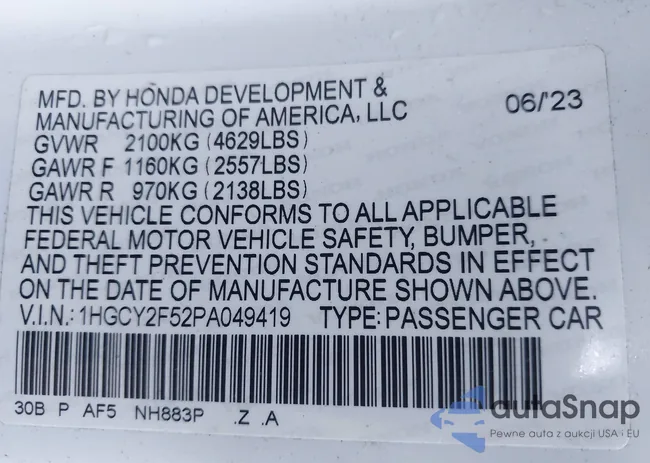 MFD. BY HONDA DEVELOPMENT &
MANUFACTURING OF AMERICA, LLC 06/'23
GVWR 2100KG (4629LBS)
GAWR F 1160KG (2557LBS)
GAWR R 970KG (2138LBS)
THIS VEHICLE CONFORMS TO ALL APPLICABLE
FEDERAL MOTOR VEHICLE SAFETY, BUMPER,
AND THEFT PREVENTION STANDARDS IN EFFECT
ON THE DATE OF MANUFACTURE SHOWN ABOVE.
V.I.N.: 1HGCY2F52PA049419 TYPE: PASSENGER CAR
30B P AF5 NH883P .Z .A
autaSnap
Pewne auta z aukcji USA - EU